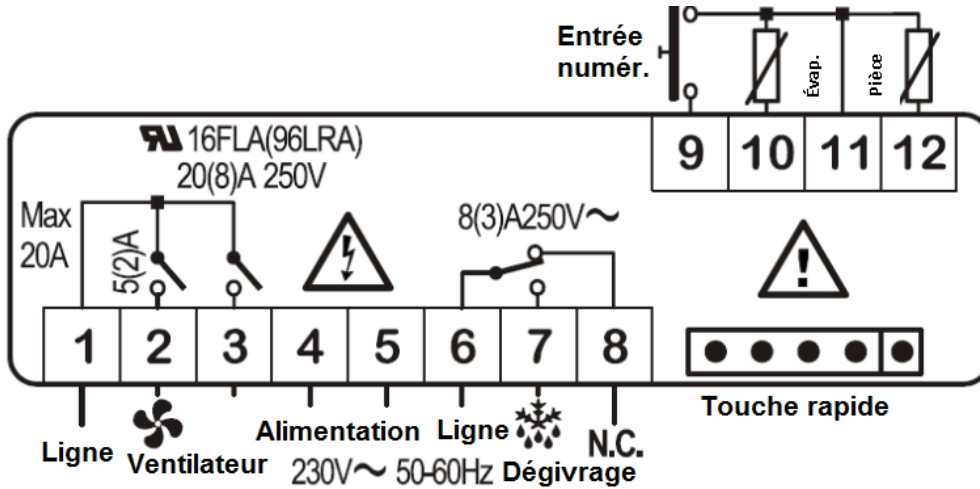 Entrée
numér.
Évap.
pièce
9 10 11 12
16FLA(96LRA)
20(8)A 250V
Max
20A
5(2)A
8(3)A250V~
1 2 3 4 5 6 7 8
Touche rapide
Ligne
Ventilateur
Alimentation
230V~ 50-60Hz
Ligne
Dégivrage
N.C.